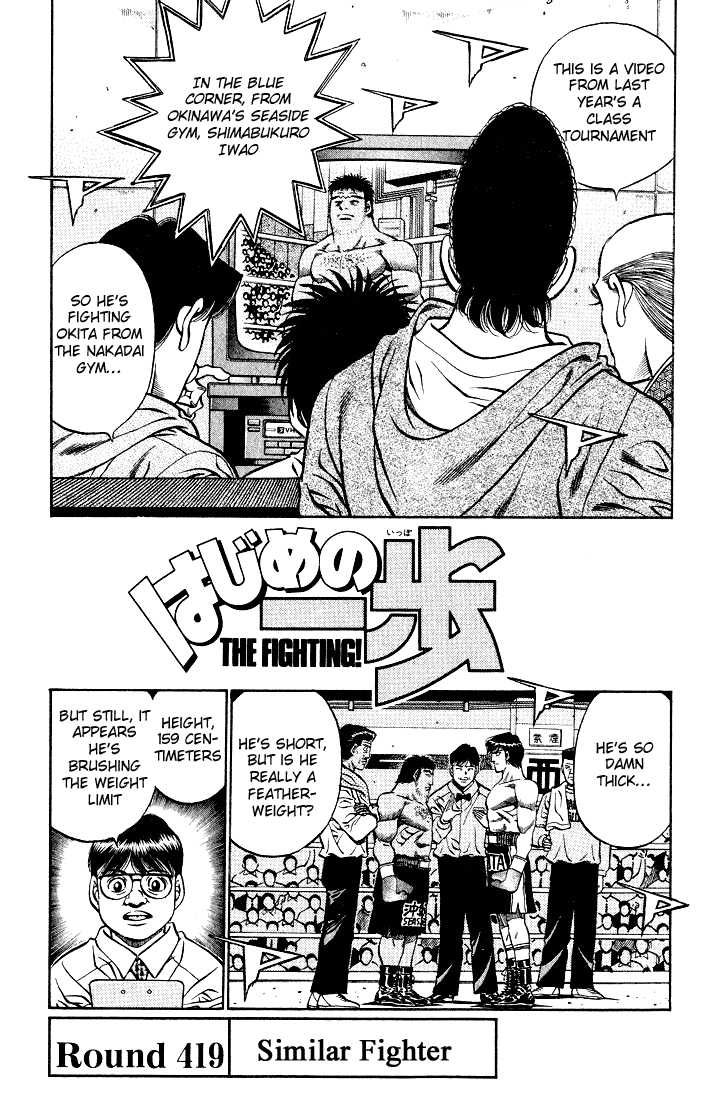 THIS IS A VIDEO
FROM LAST
YEAR'S A
CLASS
TOURNAMENT
IN THE BLUE
CORNER, FROM
OKINAWA'S SEASIDE
GYM, SHIMABUKURO
IWAO
SO HE'S
FIGHTING
OKITA FROM
THE NAKADAI
GYM...
はじめの一歩
いっぽ
THE FIGHTING!
HE'S SO
DAMN
THICK...
HE'S SHORT,
BUT IS HE
REALLY A
FEATHER-
WEIGHT?
禁煙
HEIGHT,
159 CEN-
TIMETERS
BUT STILL, IT
APPEARS
HE'S
BRUSHING
THE WEIGHT
LIMIT
Round 419
Similar Fighter